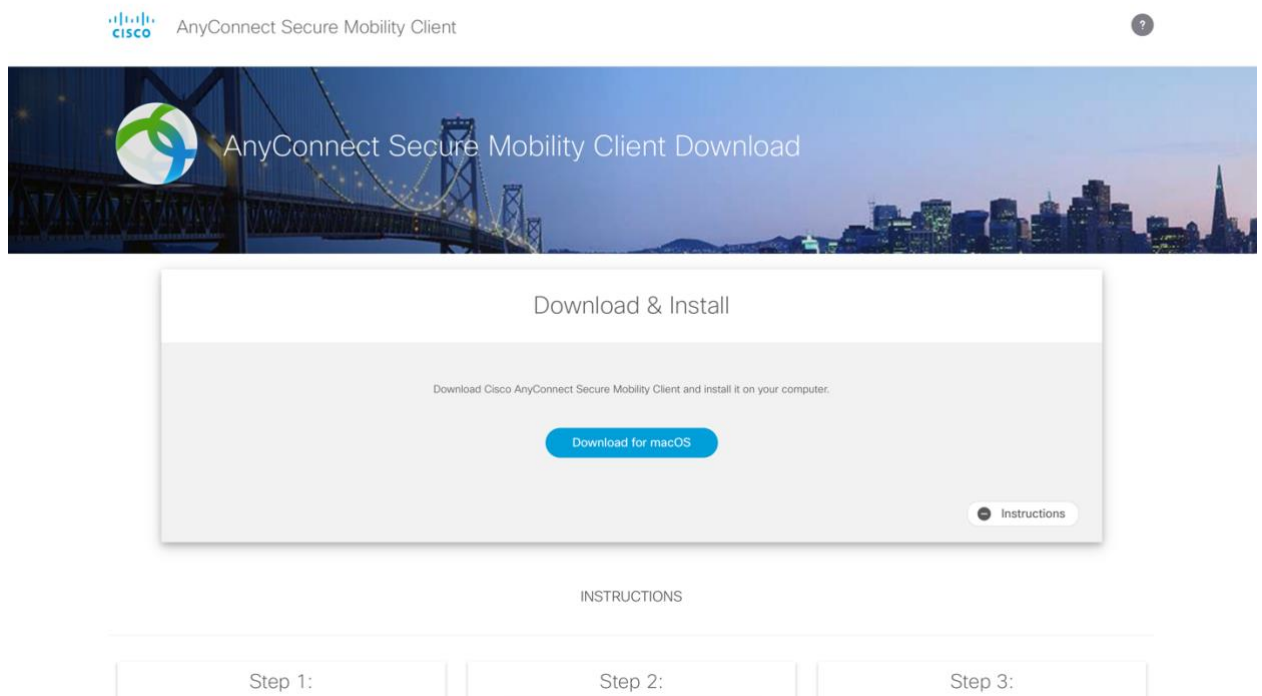 CISCO AnyConnect Secure Mobility Client ?
AnyConnect Secure Mobility Client Download
Download & Install
Download Cisco AnyConnect Secure Mobility Client and install it on your computer.
Download for macOS
Instructions
INSTRUCTIONS
Step 1: Step 2: Step 3: